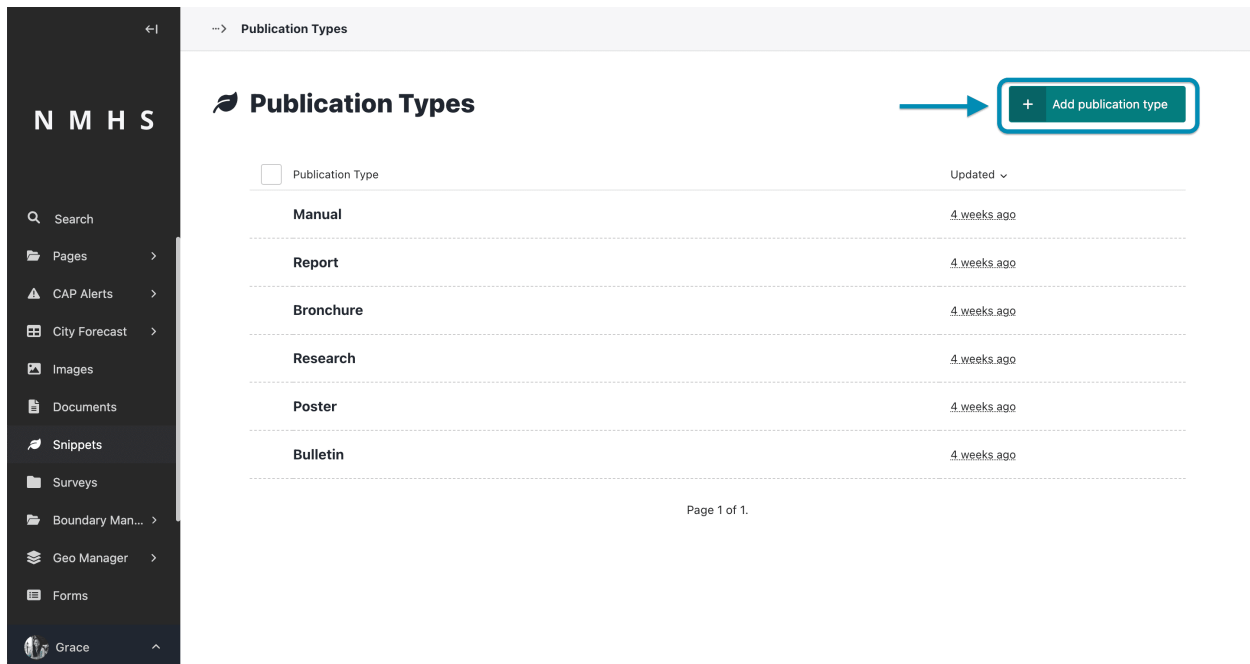 Publication Types
N M H S
Search
Pages
CAP Alerts
City Forecast
Images
Documents
Snippets
Surveys
Boundary Man...
Geo Manager
Forms
Grace
Publication Types
+ Add publication type
Publication Type Updated
Manual 4 weeks ago
Report 4 weeks ago
Bronchure 4 weeks ago
Research 4 weeks ago
Poster 4 weeks ago
Bulletin 4 weeks ago
Page 1 of 1.